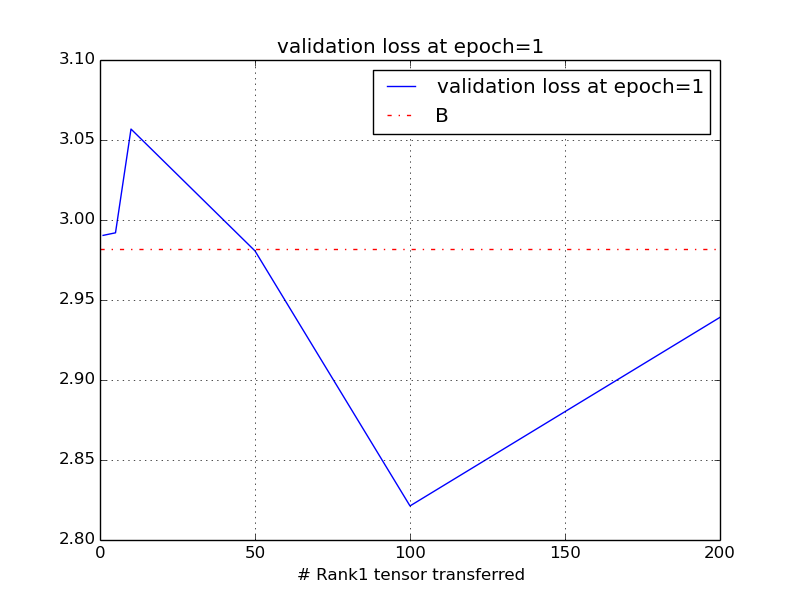 validation loss at epoch=1
validation loss at epoch=1
B
3.10
3.05
3.00
2.95
2.90
2.85
2.80
0 50 100 150 200
# Rank1 tensor transferred